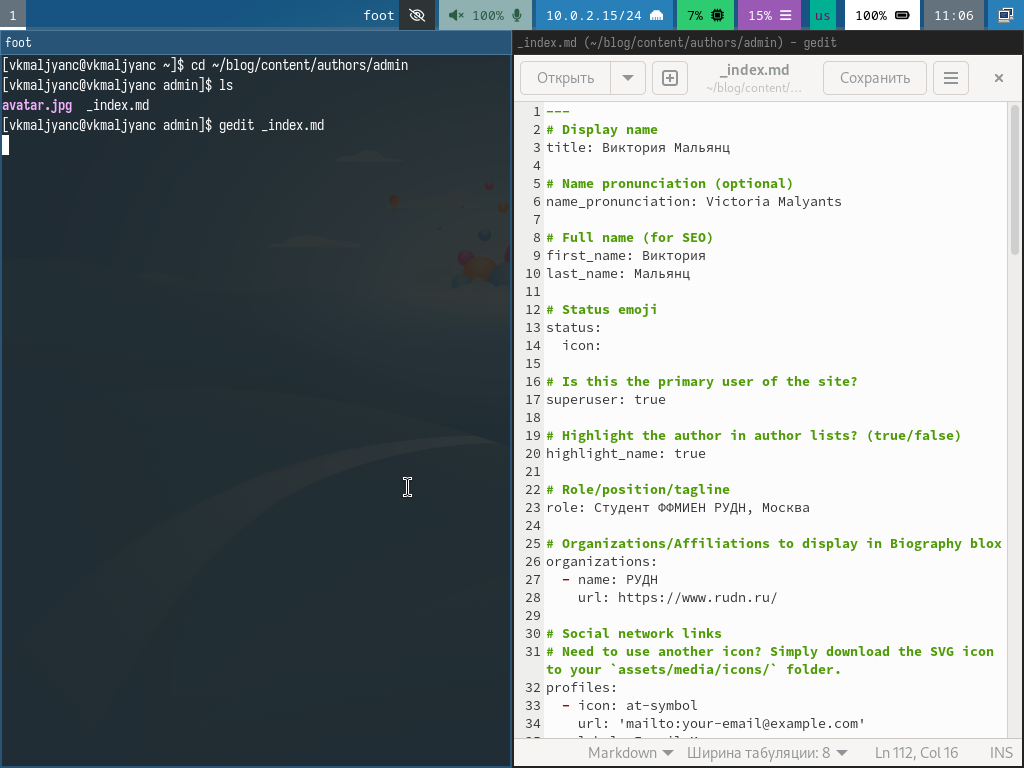 1
foot
100%
10.0.2.15/24
7%
15%
us
100%
11:06
foot
[vkmaljyanc@vkmaljyanc ~]$ cd ~/blog/content/authors/admin
[vkmaljyanc@vkmaljyanc admin]$ ls
avatar.jpg  _index.md
[vkmaljyanc@vkmaljyanc admin]$ gedit _index.md
_index.md (~/blog/content/authors/admin) – gedit
Открыть
_index.md
~/blog/content/…
Сохранить
1 ---
2 # Display name
3 title: Виктория Мальянц
4
5 # Name pronunciation (optional)
6 name_pronunciation: Victoria Malyants
7
8 # Full name (for SEO)
9 first_name: Виктория
10 last_name: Мальянц
11
12 # Status emoji
13 status:
14   icon:
15
16 # Is this the primary user of the site?
17 superuser: true
18
19 # Highlight the author in author lists? (true/false)
20 highlight_name: true
21
22 # Role/position/tagline
23 role: Студент ФФМИЕН РУДН, Москва
24
25 # Organizations/Affiliations to display in Biography blox
26 organizations:
27   - name: РУДН
28     url: https://www.rudn.ru/
29
30 # Social network links
31 # Need to use another icon? Simply download the SVG icon
to your `assets/media/icons/` folder.
32 profiles:
33   - icon: at-symbol
34     url: 'mailto:your-email@example.com'
Markdown
Ширина табуляции: 8
Ln 112, Col 16
INS